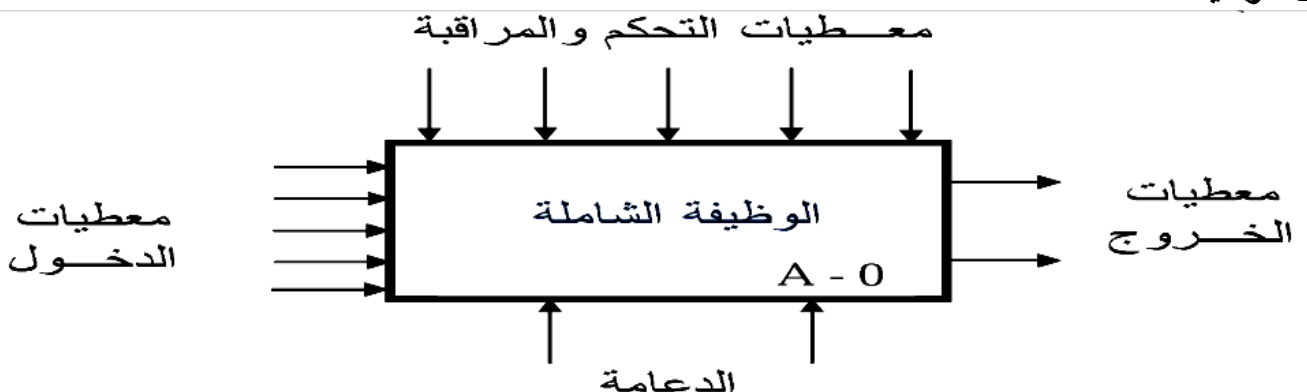 معطيات التحكم والمراقبة
معطيات
الدخول
الوظيفة الشاملة
A - 0
معطيات
الخروج
الدعامة